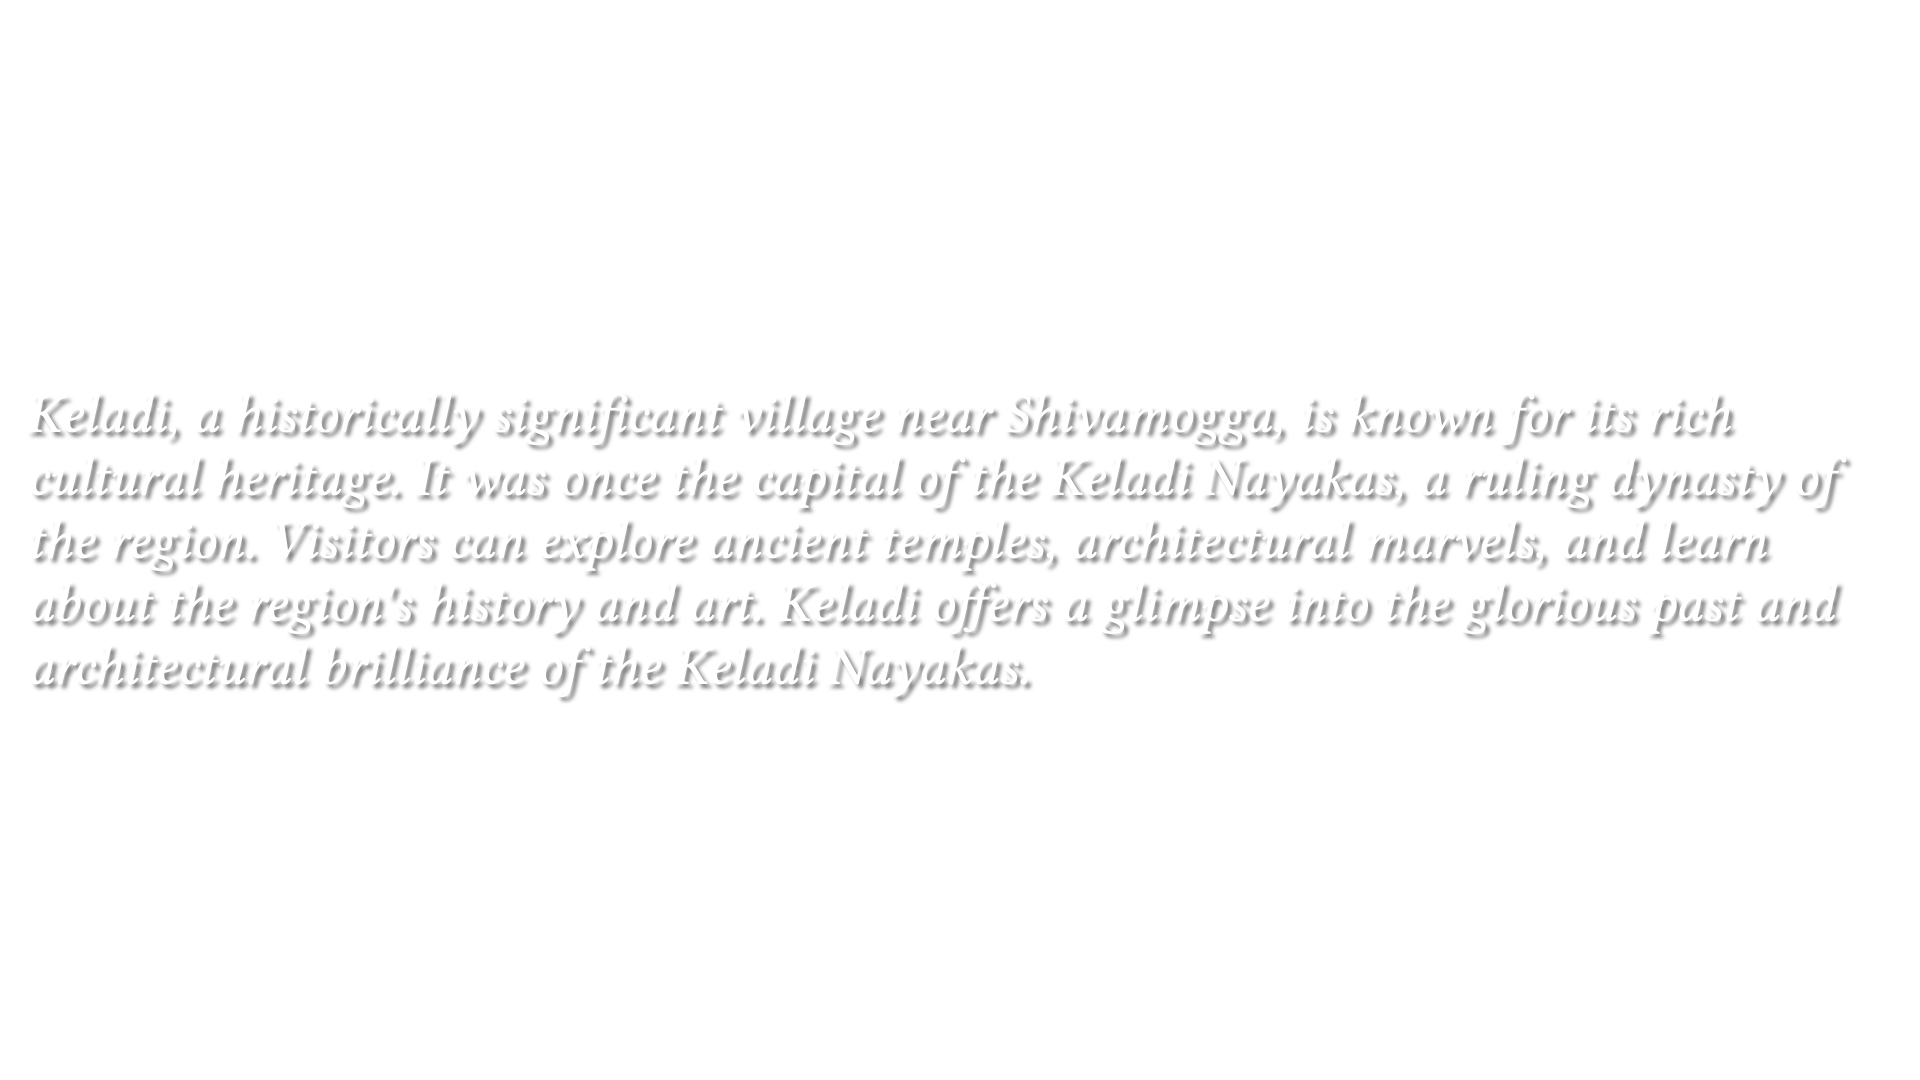 Keladi, a historically significant village near Shivamogga, is known for its rich
cultural heritage. It was once the capital of the Keladi Nayakas, a ruling dynasty of
the region. Visitors can explore ancient temples, architectural marvels, and learn
about the region's history and art. Keladi offers a glimpse into the glorious past and
architectural brilliance of the Keladi Nayakas.